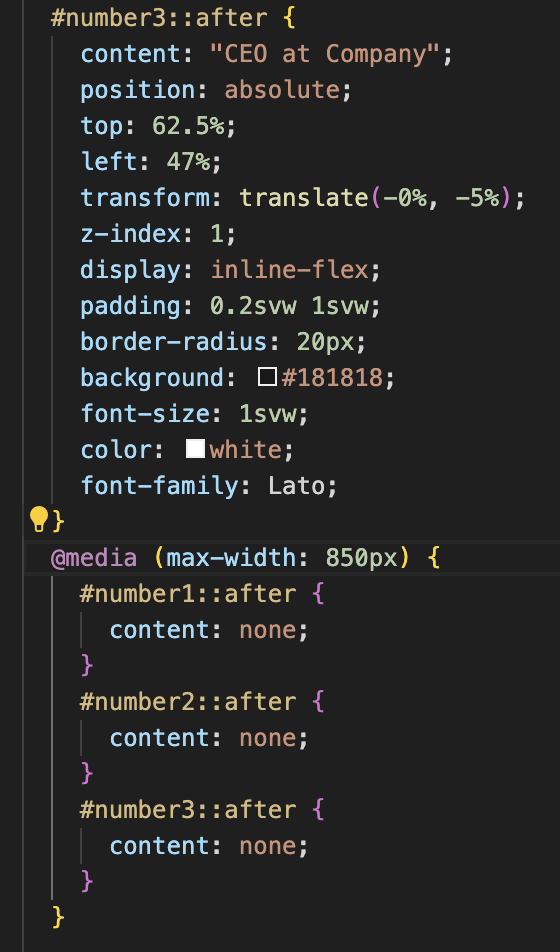 #number3::after {
content: "CEO at Company";
position: absolute;
top: 62.5%;
left: 47%;
transform: translate(-0%, -5%);
z-index: 1;
display: inline-flex;
padding: 0.2svw 1svw;
border-radius: 20px;
background: #181818;
font-size: 1svw;
color: white;
font-family: Lato;
}
@media (max-width: 850px) {
#number1::after {
content: none;
}
#number2::after {
content: none;
}
#number3::after {
content: none;
}
}